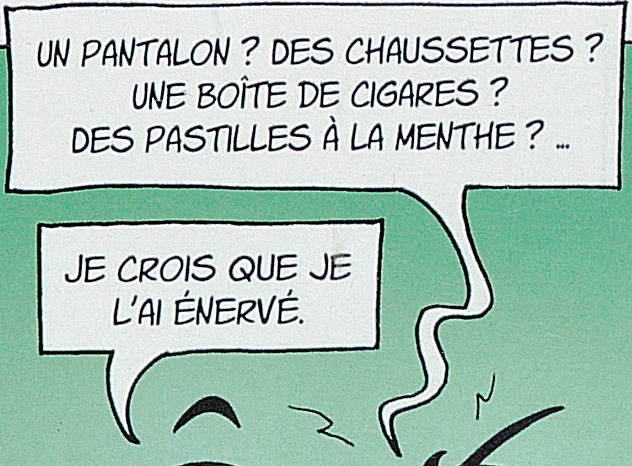 UN PANTALON ? DES CHAUSSETTES ?
UNE BOÎTE DE CIGARES ?
DES PASTILLES À LA MENTHE ? ...
JE CROIS QUE JE
L'AI ÉNERVÉ.